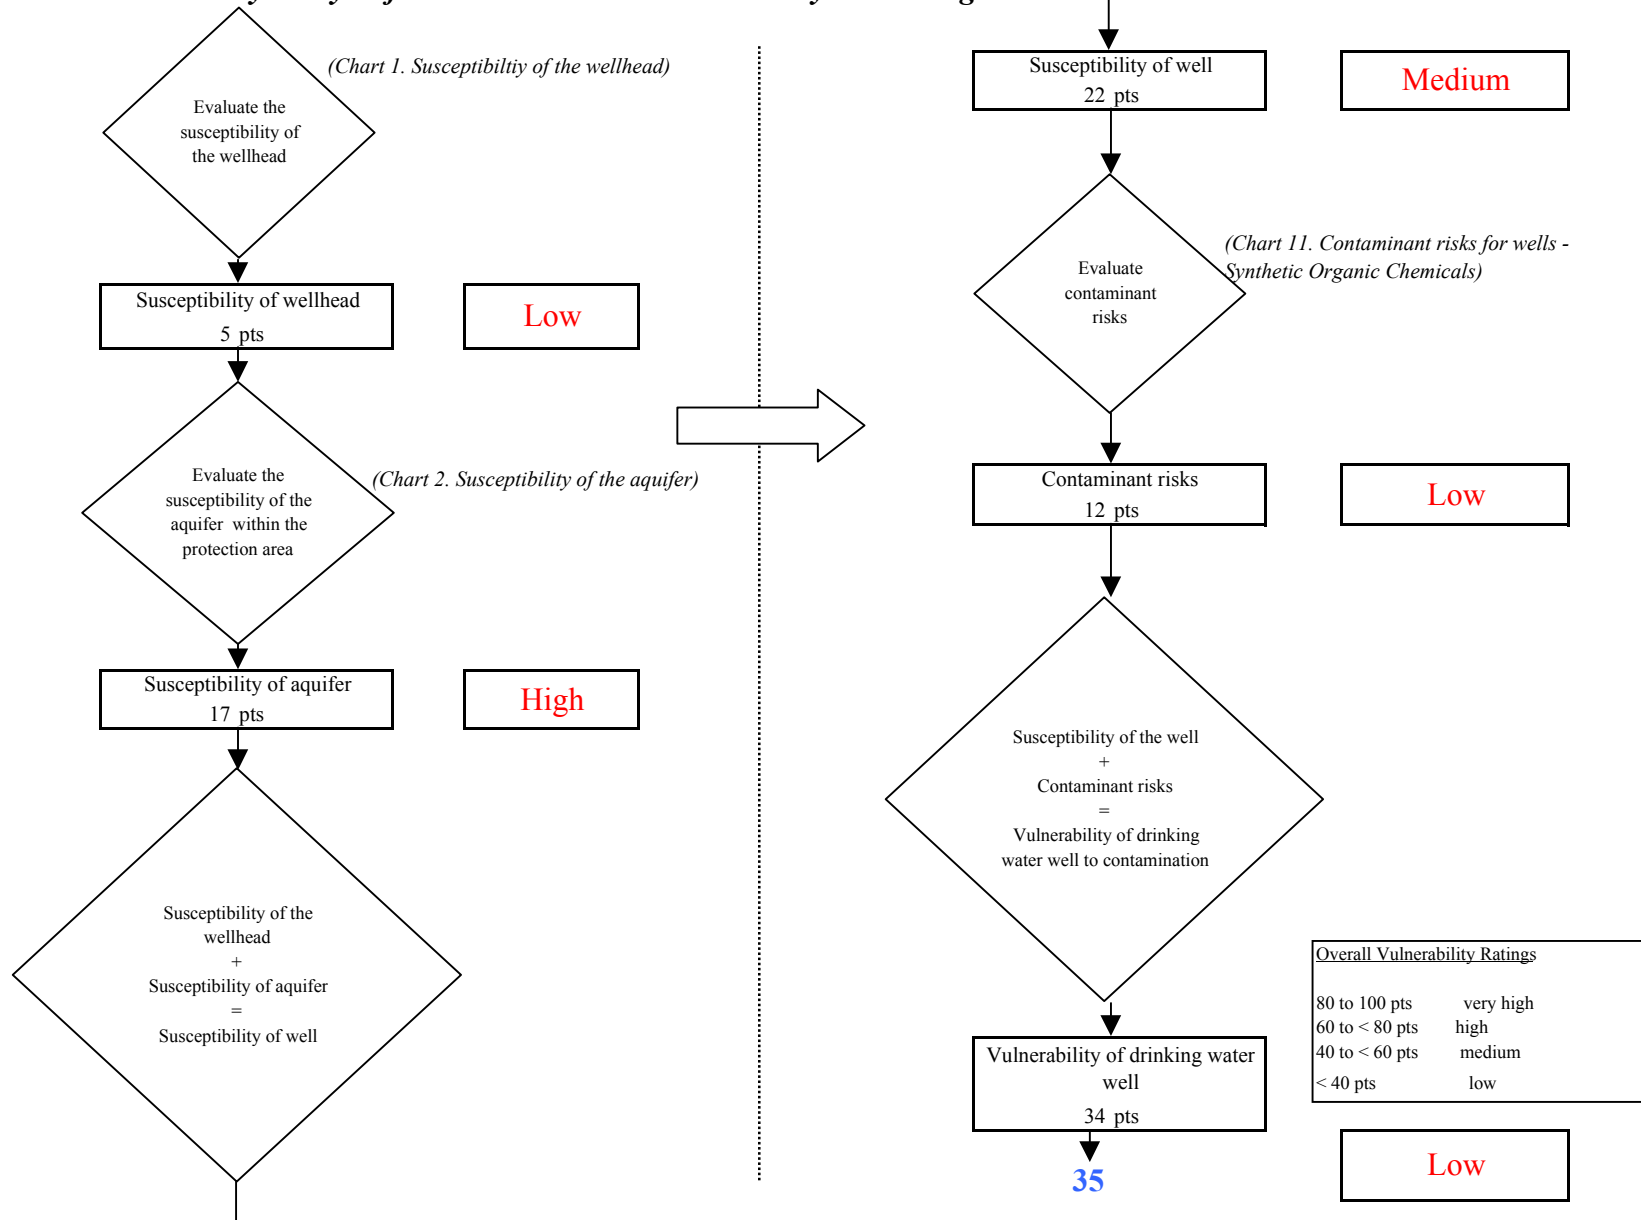 (Chart 1. Susceptibiltiy of the wellhead)
Evaluate the
susceptibility of
the wellhead
Susceptibility of wellhead
5 pts
Low
Evaluate the
susceptibility of the
aquifer within the
protection area
(Chart 2. Susceptibility of the aquifer)
Susceptibility of aquifer
17 pts
High
Susceptibility of the
wellhead
+
Susceptibility of aquifer
=
Susceptibility of well
Susceptibility of well
22 pts
Medium
(Chart 11. Contaminant risks for wells -
Synthetic Organic Chemicals)
Evaluate
contaminant
risks
Contaminant risks
12 pts
Low
Susceptibility of the well
+
Contaminant risks
=
Vulnerability of drinking
water well to contamination
Overall Vulnerability Ratings
80 to 100 pts very high
60 to < 80 pts high
40 to < 60 pts medium
< 40 pts low
Vulnerability of drinking water
well
34 pts
Low
35